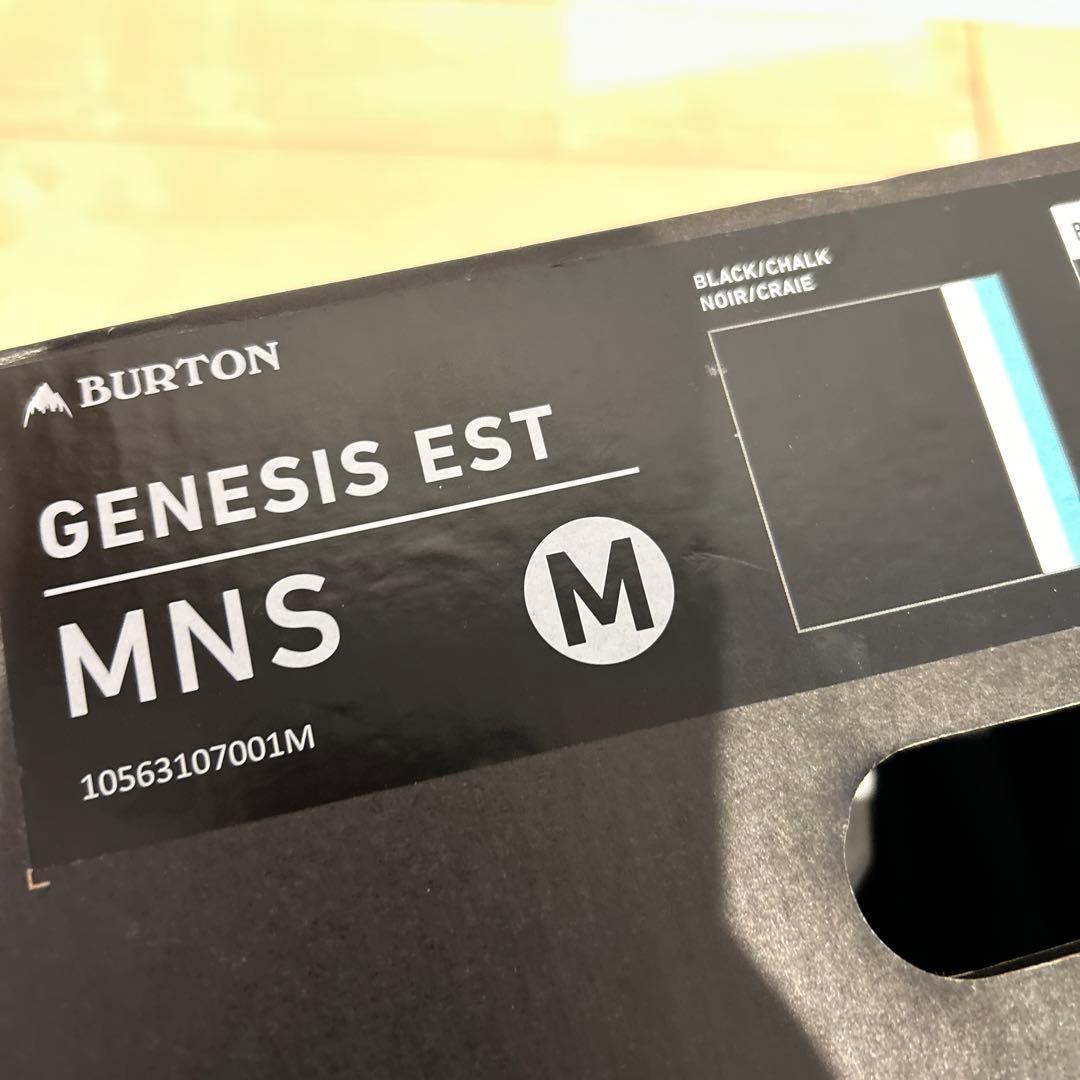 BURTON
GENESIS EST
MNS
M
10563107001M
BLACK/CHALK
NOIR/CRAIE